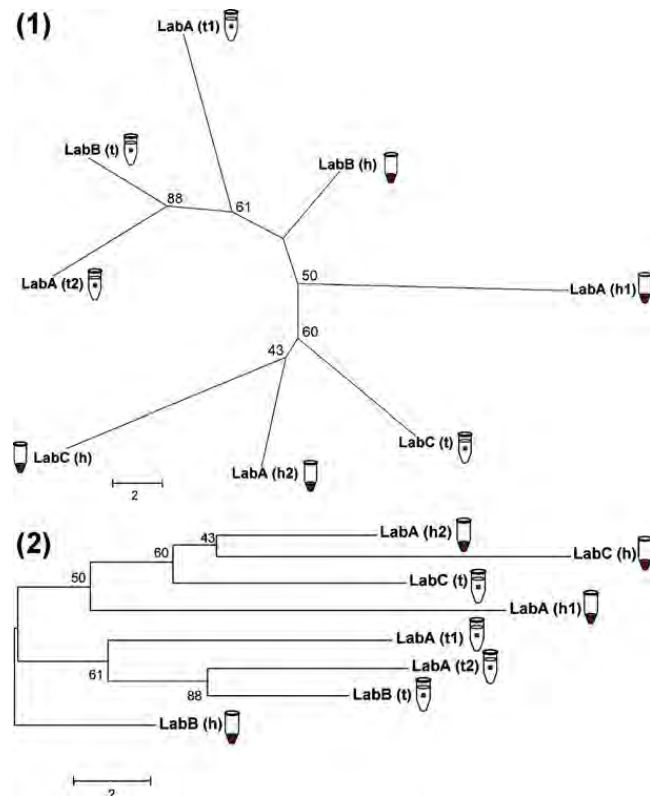 (1)
LabA (t1)
LabB (t)
LabB (h)
88
61
LabA (t2)
50
LabA (h1)
60
43
LabC (t)
LabC (h)
LabA (h2)
2
(2)
LabA (h2)
43
60
LabC (h)
50
LabC (t)
LabA (h1)
LabA (t1)
61
LabA (t2)
88
LabB (t)
LabB (h)
2